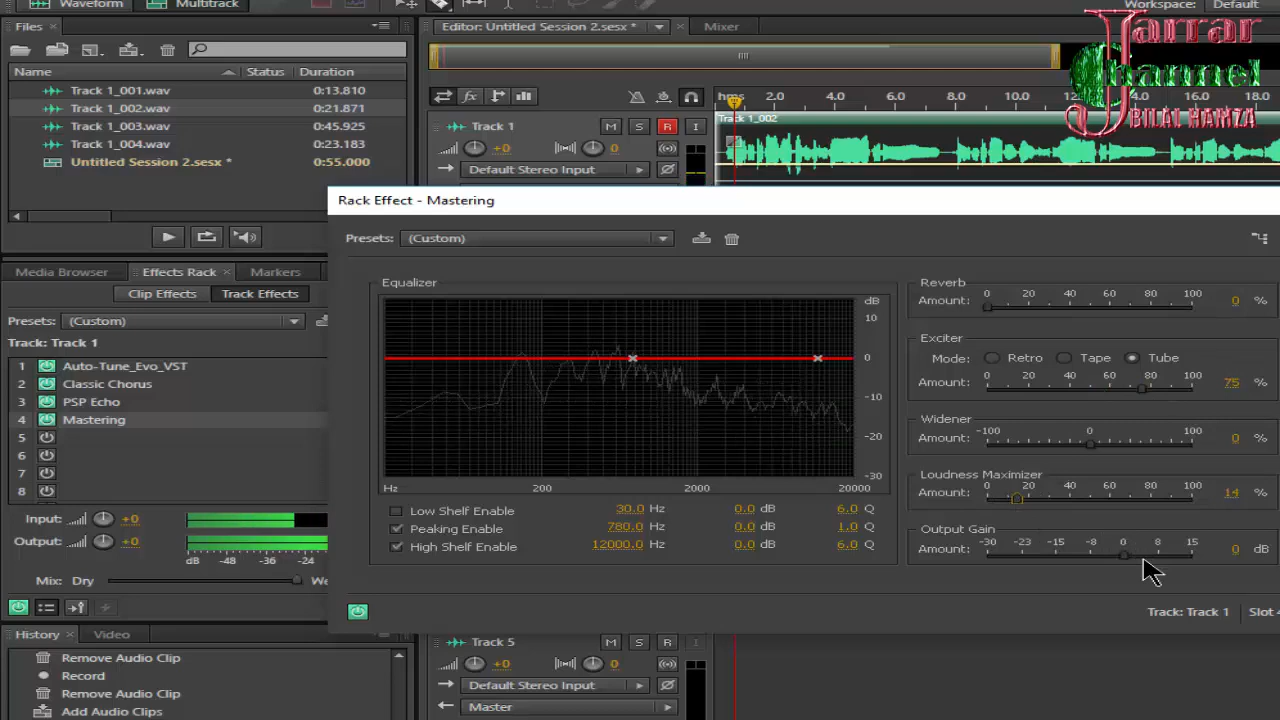 Waveform
Multitrack
Workspace:
Default
Files
Editor: Untitled Session 2.sesx *
Mixer
Jarrar
Channel
BILAL HAMZA
Name
Status
Duration
Track 1_001.wav
0:13.810
Track 1_002.wav
0:21.871
Track 1_003.wav
0:45.925
Track 1_004.wav
0:23.183
Untitled Session 2.sesx *
0:55.000
fx
hms
2.0
4.0
6.0
8.0
10.0
4.0
16.0
18.0
Track 1
M
S
R
I
+0
0
Default Stereo Input
Track 1_002
Rack Effect - Mastering
Presets:
(Custom)
Equalizer
dB
10
0
-10
-20
-30
Hz
200
2000
20000
Low Shelf Enable
30.0 Hz
0.0 dB
6.0 Q
Peaking Enable
780.0 Hz
0.0 dB
1.0 Q
High Shelf Enable
12000.0 Hz
0.0 dB
6.0 Q
Reverb
Amount:
0 20 40 60 80 100
0 %
Exciter
Mode:
Retro
Tape
Tube
Amount:
0 20 40 60 80 100
75 %
Widener
Amount:
-100 0 100
0 %
Loudness Maximizer
Amount:
0 20 40 60 80 100
14 %
Output Gain
Amount:
-30 -23 -15 -8 0 8 15
0 dB
Track: Track 1
Slot 4
Media Browser
Effects Rack
Markers
Clip Effects
Track Effects
Presets:
(Custom)
Track: Track 1
1 Auto-Tune_Evo_VST
2 Classic Chorus
3 PSP Echo
4 Mastering
5
6
7
8
Input:
+0
Output:
+0
dB -48 -36 -24
Mix: Dry
We
History
Video
Remove Audio Clip
Record
Remove Audio Clip
Add Audio Clips
Track 5
M
S
R
I
+0
0
Default Stereo Input
Master